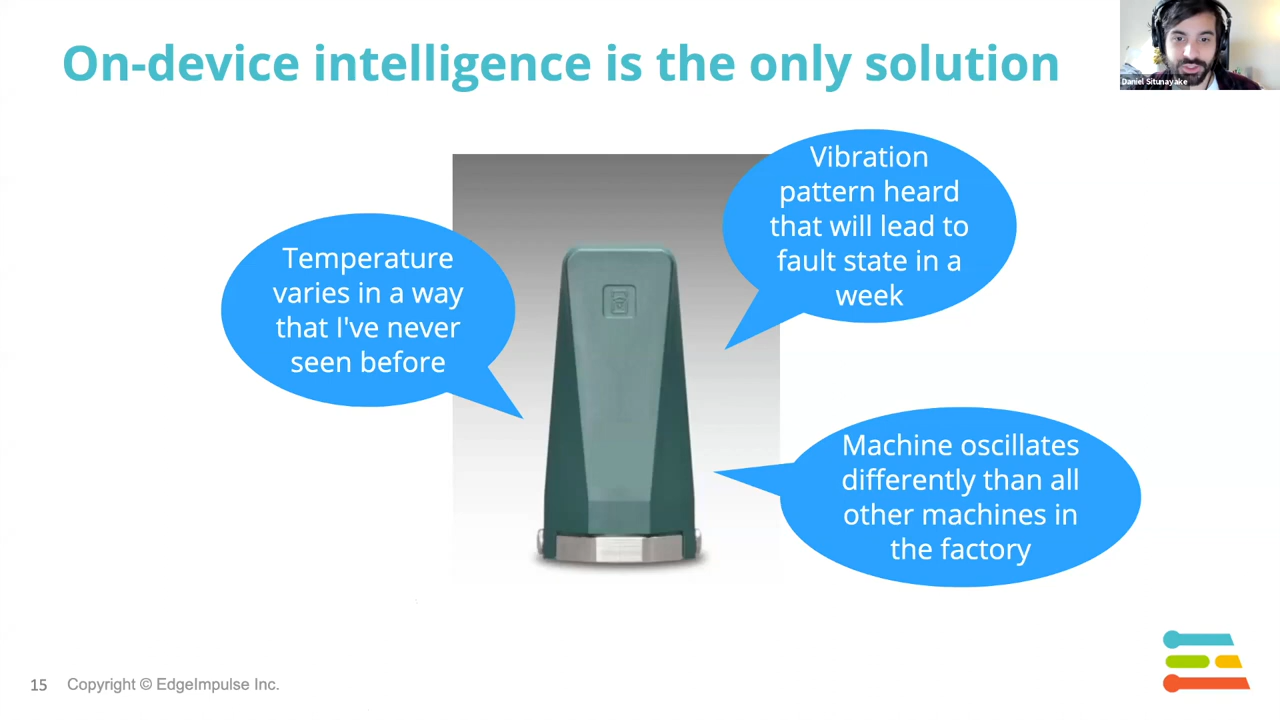 On-device intelligence is the only solution
Daniel Situnayake
Vibration
pattern heard
that will lead to
fault state in a
week
Temperature
varies in a way
that I've never
seen before
Machine oscillates
differently than all
other machines in
the factory
15
Copyright © EdgeImpulse Inc.